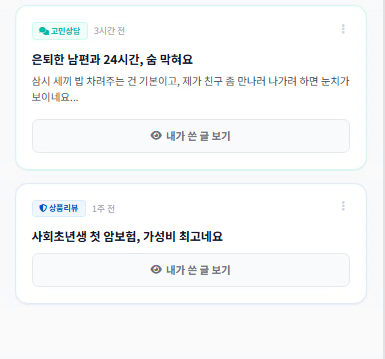 고민상담 3시간 전
은퇴한 남편과 24시간, 숨 막혀요
삼시 세끼 밥 차려주는 건 기본이고, 제가 친구 좀 만나러 나가려 하면 눈치가
보이네요...
내가 쓴 글 보기
상품리뷰 1주 전
사회초년생 첫 암보험, 가성비 최고네요
내가 쓴 글 보기